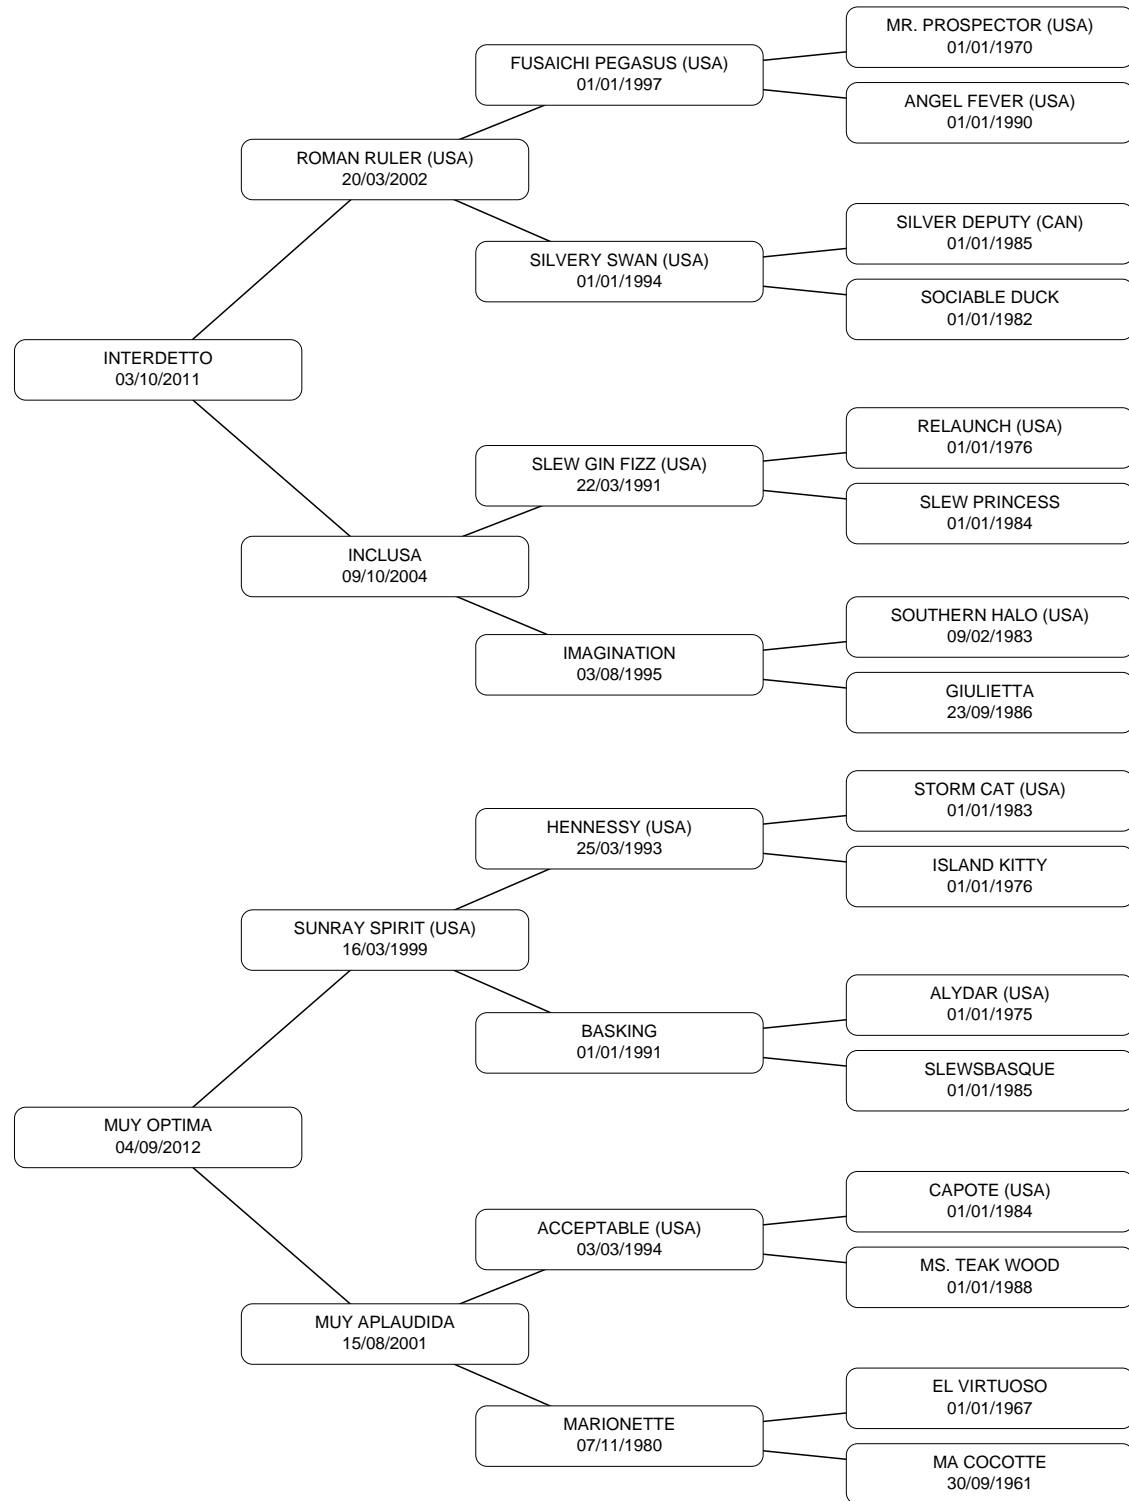 MR. PROSPECTOR (USA)
01/01/1970
FUSAICHI PEGASUS (USA)
01/01/1997
ANGEL FEVER (USA)
01/01/1990
ROMAN RULER (USA)
20/03/2002
SILVER DEPUTY (CAN)
01/01/1985
SILVERY SWAN (USA)
01/01/1994
SOCIABLE DUCK
01/01/1982
INTERDETTO
03/10/2011
RELAUNCH (USA)
01/01/1976
SLEW GIN FIZZ (USA)
22/03/1991
SLEW PRINCESS
01/01/1984
INCLUSA
09/10/2004
SOUTHERN HALO (USA)
09/02/1983
IMAGINATION
03/08/1995
GIULIETTA
23/09/1986
STORM CAT (USA)
01/01/1983
HENNESSY (USA)
25/03/1993
ISLAND KITTY
01/01/1976
SUNRAY SPIRIT (USA)
16/03/1999
ALYDAR (USA)
01/01/1975
BASKING
01/01/1991
SLEWSBASQUE
01/01/1985
MUY OPTIMA
04/09/2012
CAPOTE (USA)
01/01/1984
ACCEPTABLE (USA)
03/03/1994
MS. TEAK WOOD
01/01/1988
MUY APLAUDIDA
15/08/2001
EL VIRTUOSO
01/01/1967
MARIONETTE
07/11/1980
MA COCOTTE
30/09/1961